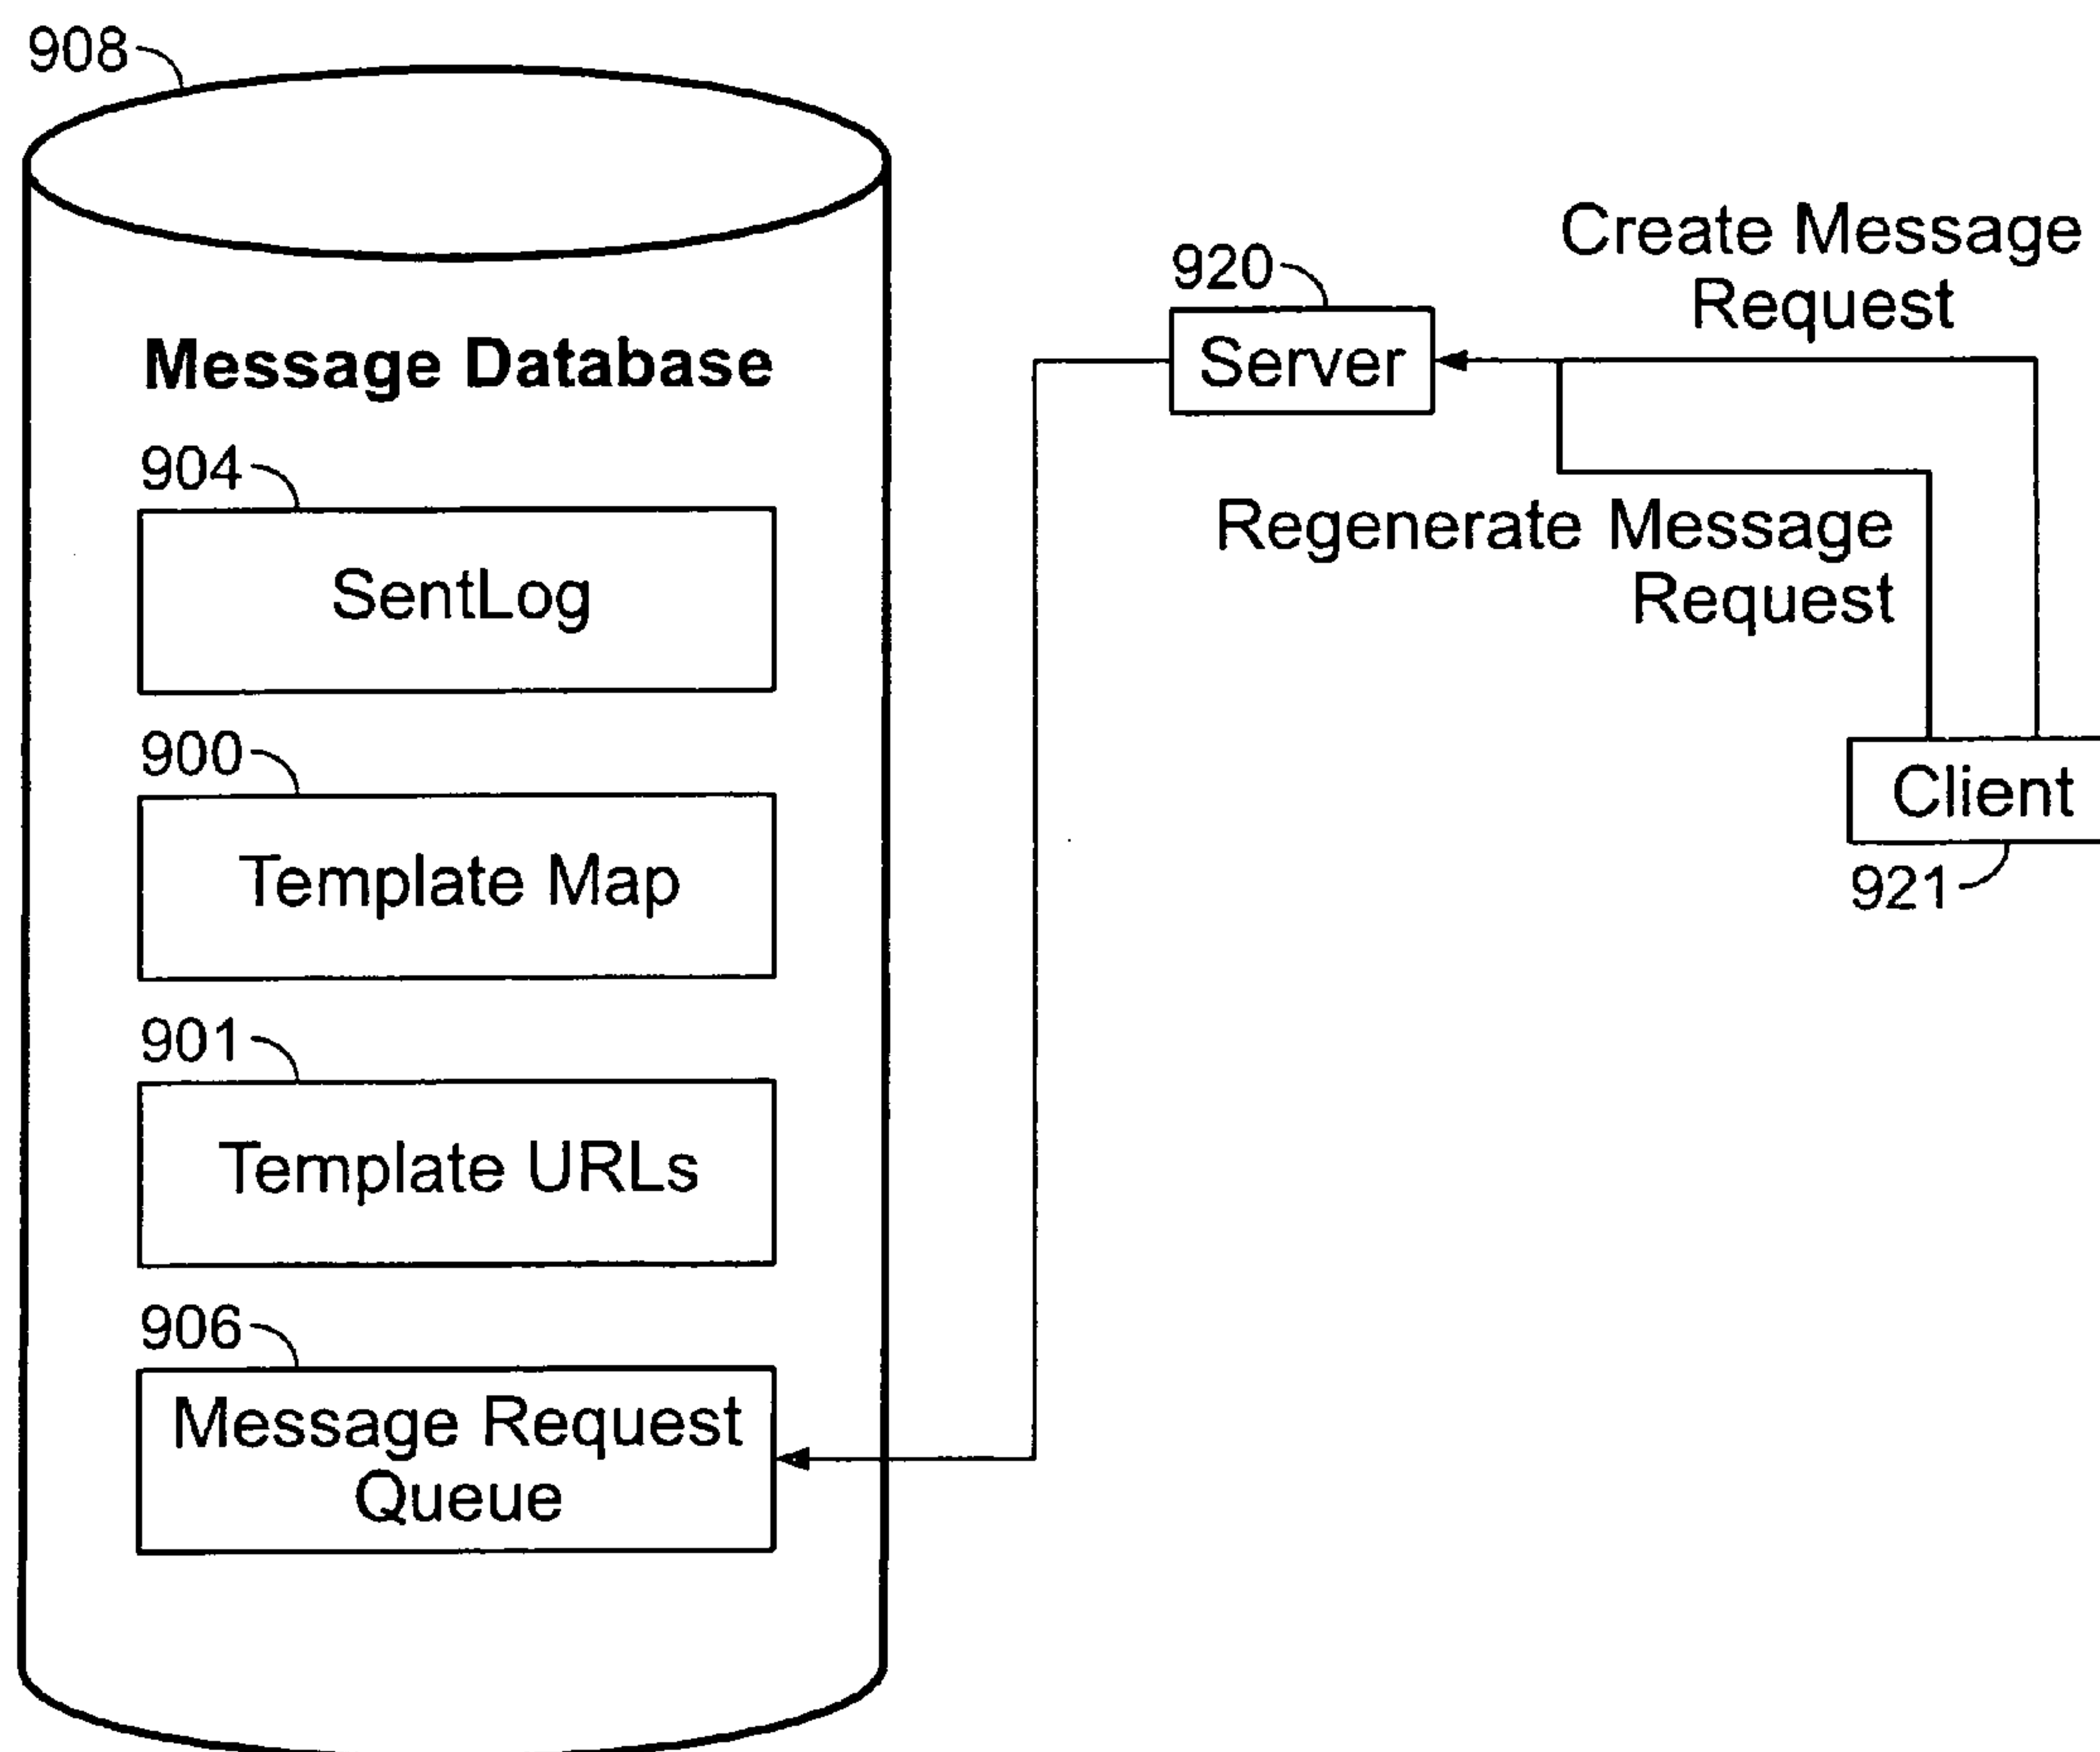 908
Message Database
904
SentLog
900
Template Map
901
Template URLs
906
Message Request
Queue
920
Server
Create Message
Request
Regenerate Message
Request
Client
921